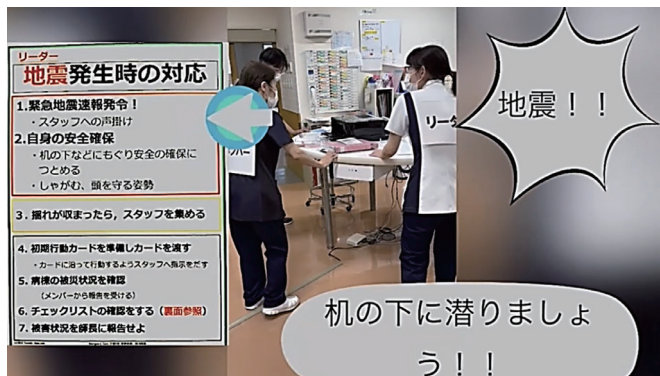 リーダー
地震発生時の対応
1.緊急地震速報発令！
・スタッフへの声掛け
2.自身の安全確保
・机の下などにもぐり安全の確保に
つとめる
・しゃがむ、頭を守る姿勢
3. 揺れが収まったら，スタッフを集める
4. 初期行動カードを準備しカードを渡す
・カードに沿って行動するようスタッフへ指示をだす
5. 病棟の被災状況を確認
(メンバーから報告を受ける)
6. チェックリストの確認をする（裏面参照）
7. 被害状況を師長に報告せよ
バー
リーダ
地震！！
机の下に潜りましょ
う！！